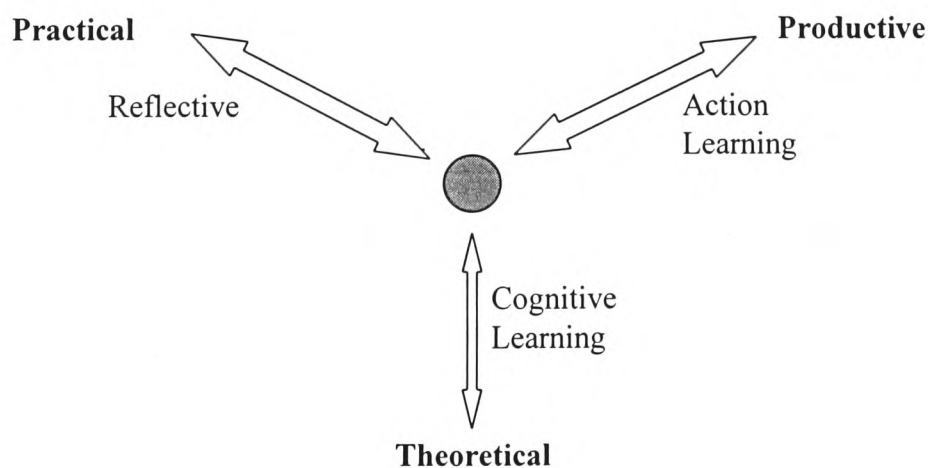 Practical
Productive
Reflective
Action
Learning
Cognitive
Learning
Theoretical